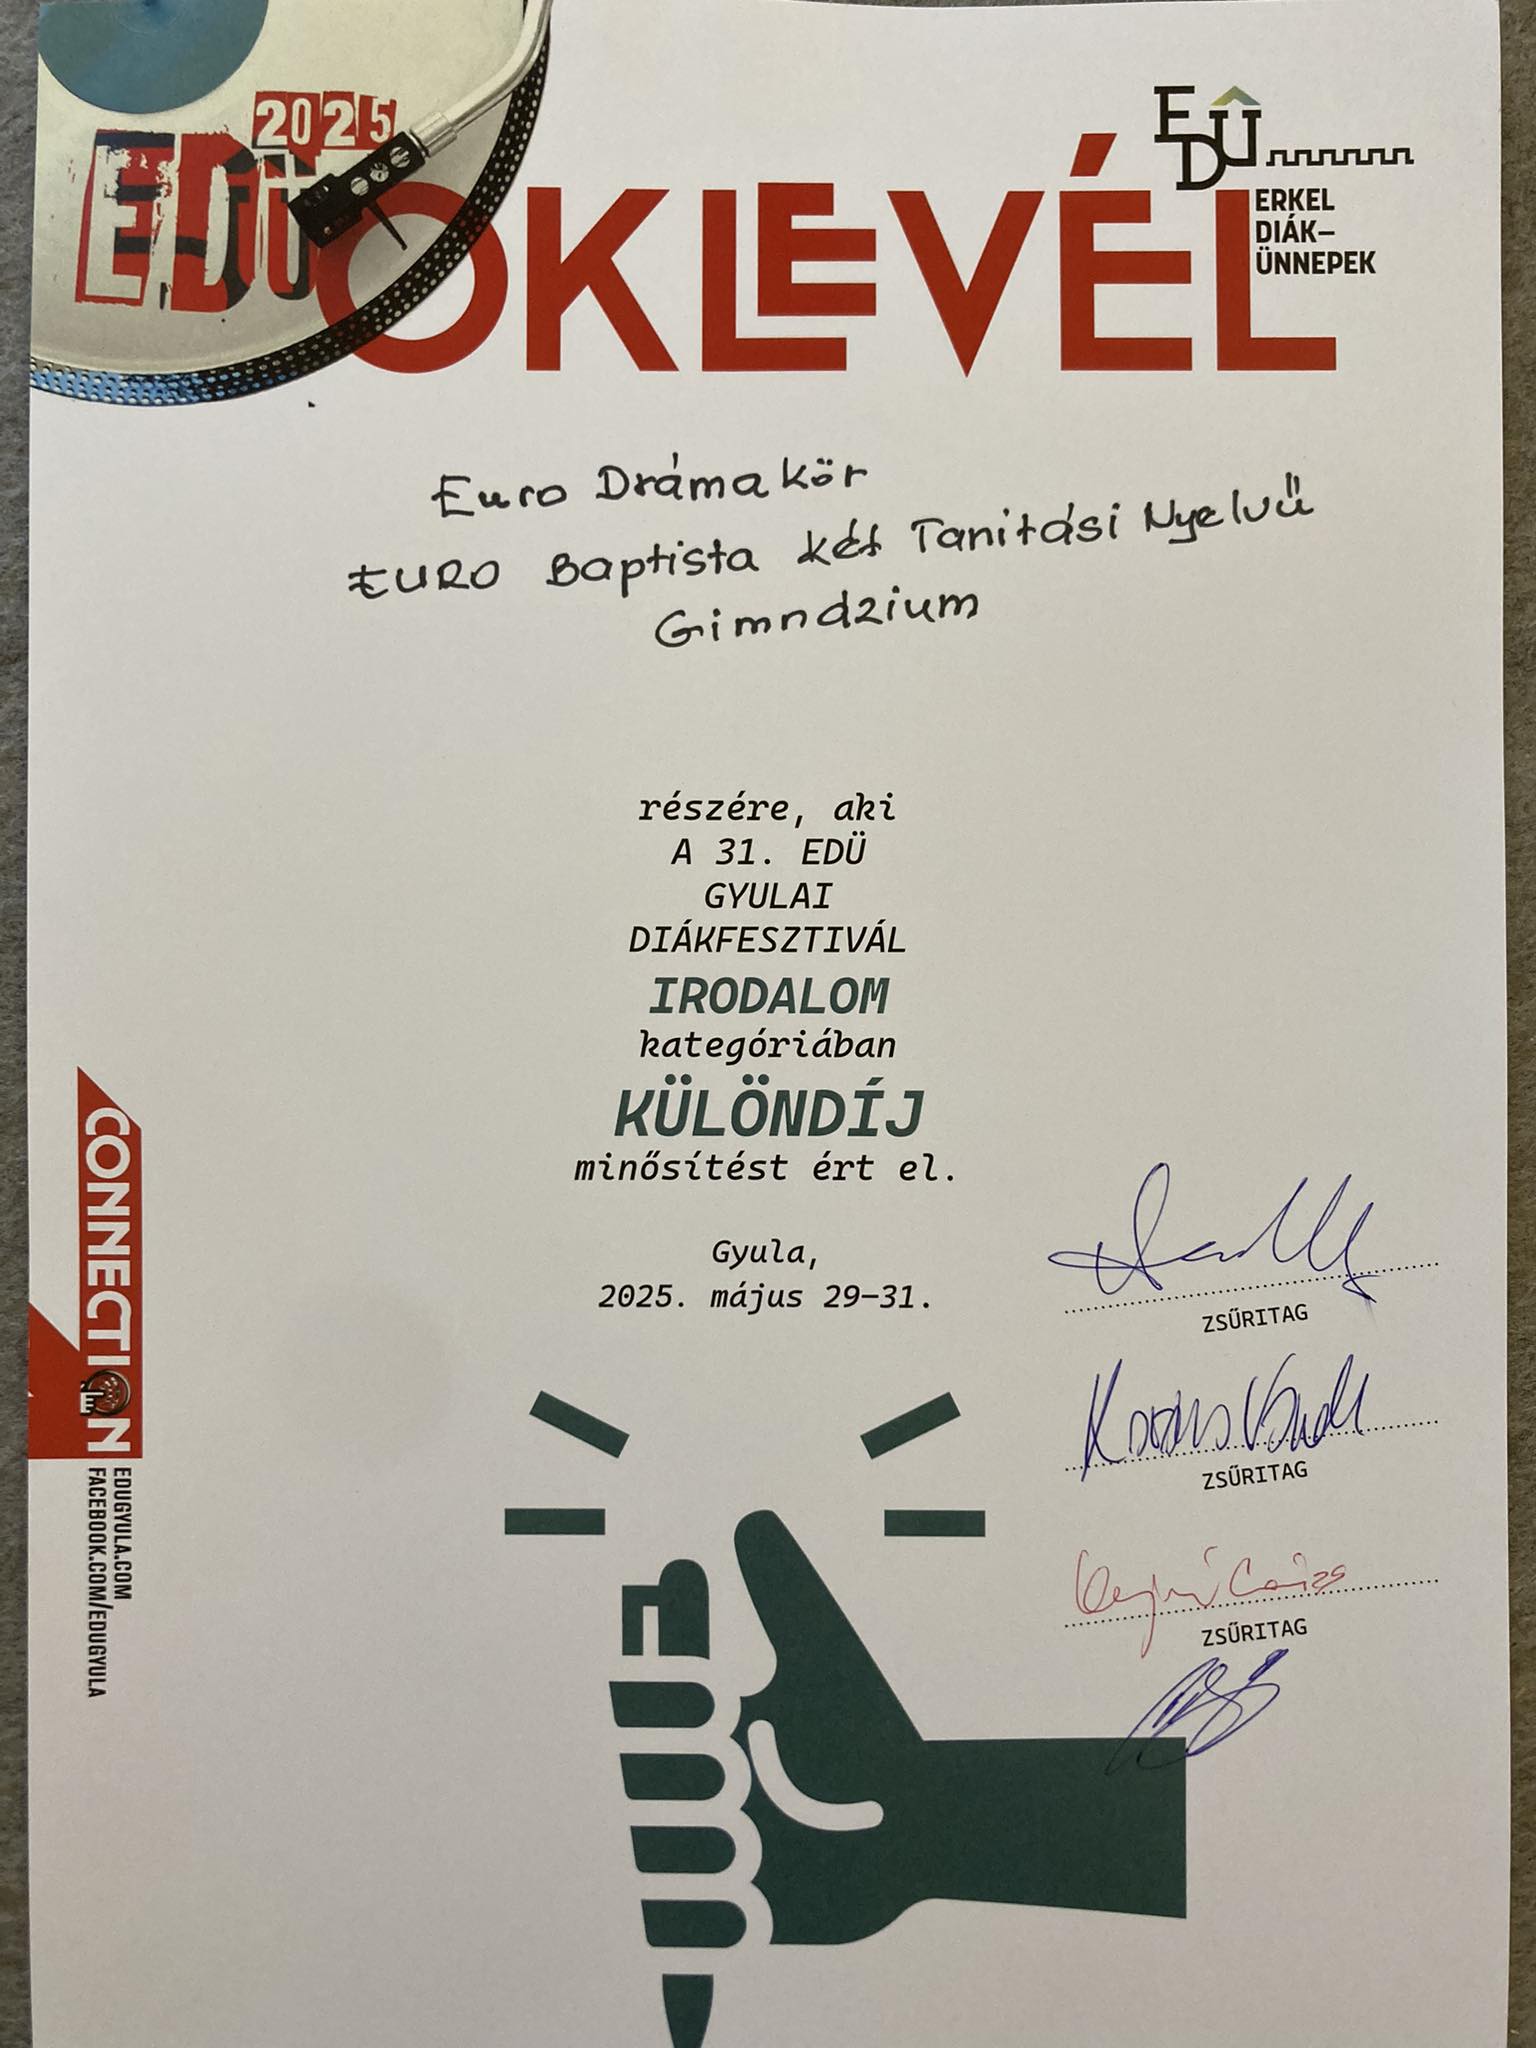 2025
EDÜ
EDÜ
ERKEL
DIÁK–
ÜNNEPEK
OKLEVÉL
Euro Drámakör
EURO Baptista két Tanitási Nyelvű
Gimnázium
részére, aki
A 31. EDÜ
GYULAI
DIÁKFESZTIVÁL
IRODALOM
kategóriában
KÜLÖNDÍJ
minősítést ért el.
Gyula,
2025. május 29–31.
ZSŰRITAG
ZSŰRITAG
ZSŰRITAG
CONNECTION
EDUGYULA.COM
FACEBOOK.COM/EDUGYULA